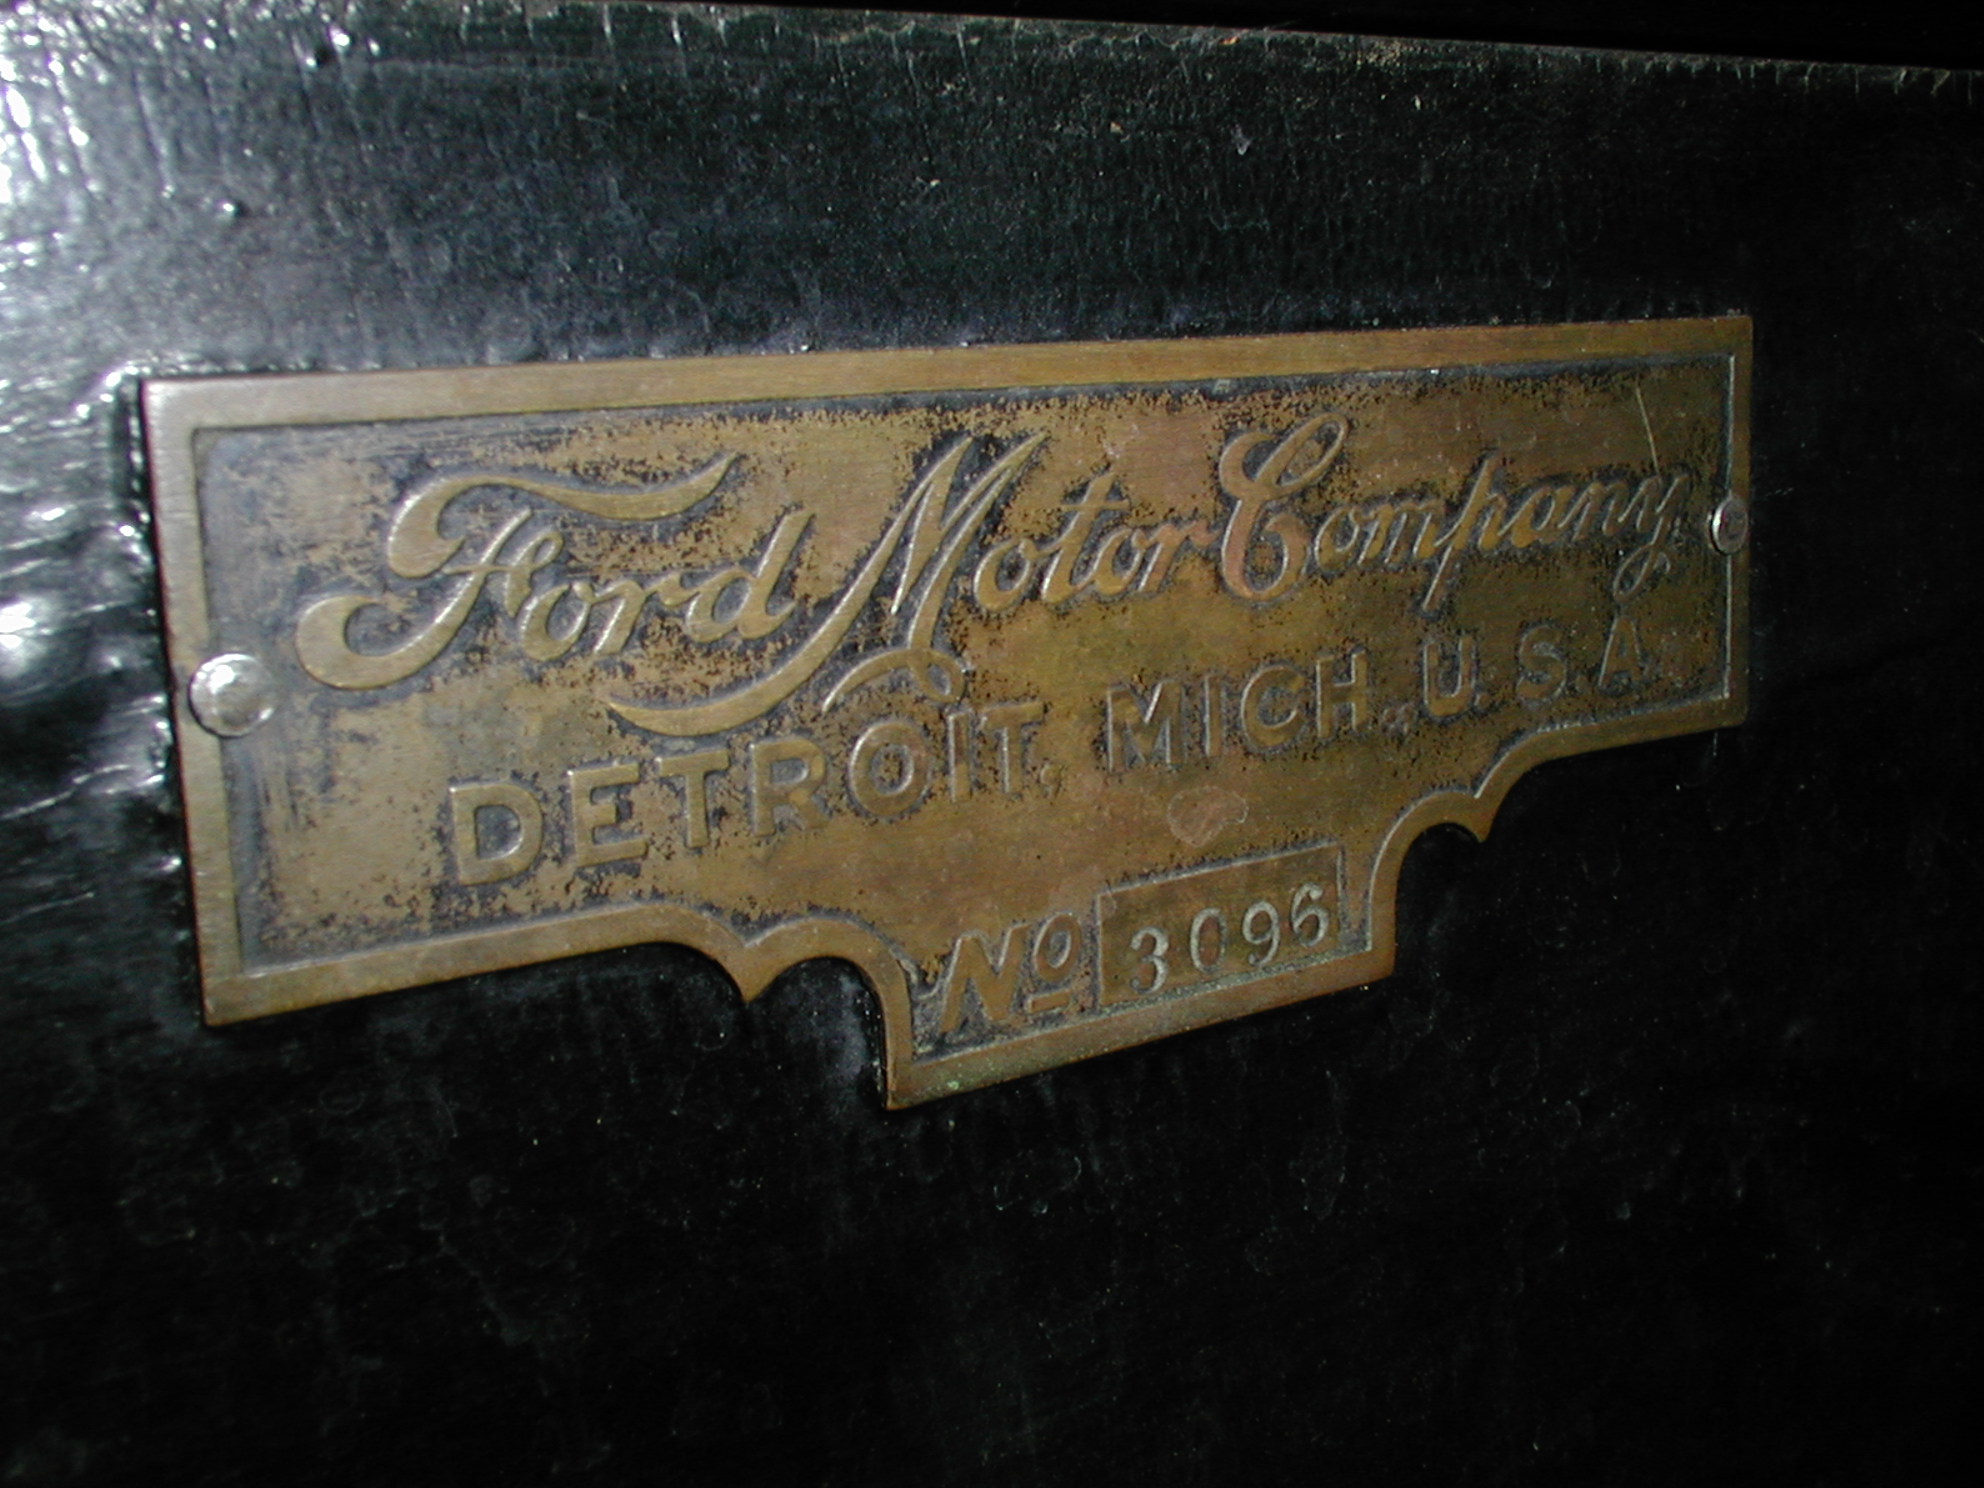 Ford Motor Company.
DETROIT, MICH., U.S.A.
No 3096